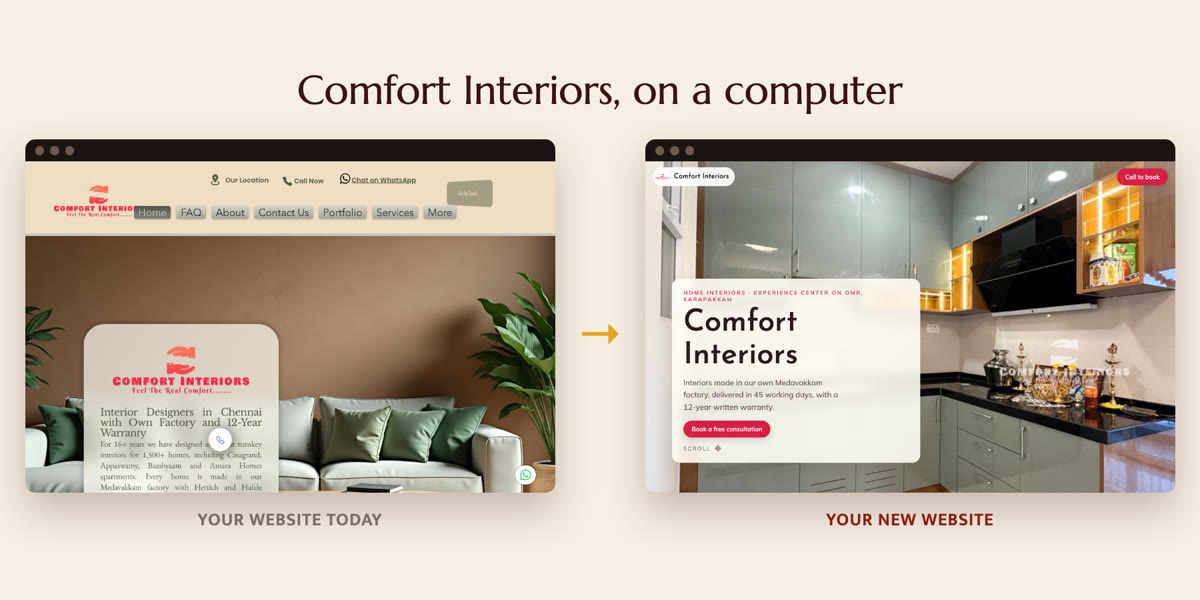 Comfort Interiors, on a computer
Our Location
Call Now
Chat on WhatsApp
COMFORT INTERIORS
Feel The Real Comfort.......
Home
FAQ
About
Contact Us
Portfolio
Services
More
COMFORT INTERIORS
Feel The Real Comfort.......
Interior Designers in Chennai
with Own Factory and 12-Year
Warranty
For 16+ years we have designed turnkey
interiors for 1,500+ homes, including Casagrand,
Appaswamy, Baashyaam and Amara Homes
apartments. Every home is made in our
Medavakkam factory with Hettich and Hafele
YOUR WEBSITE TODAY
Comfort Interiors
Call to book
HOME INTERIORS · EXPERIENCE CENTER ON OMR,
KARAPAKKAM
Comfort
Interiors
Interiors made in our own Medavakkam
factory, delivered in 45 working days, with a
12-year written warranty.
Book a free consultation
SCROLL
COMFORT INTERIORS
YOUR NEW WEBSITE